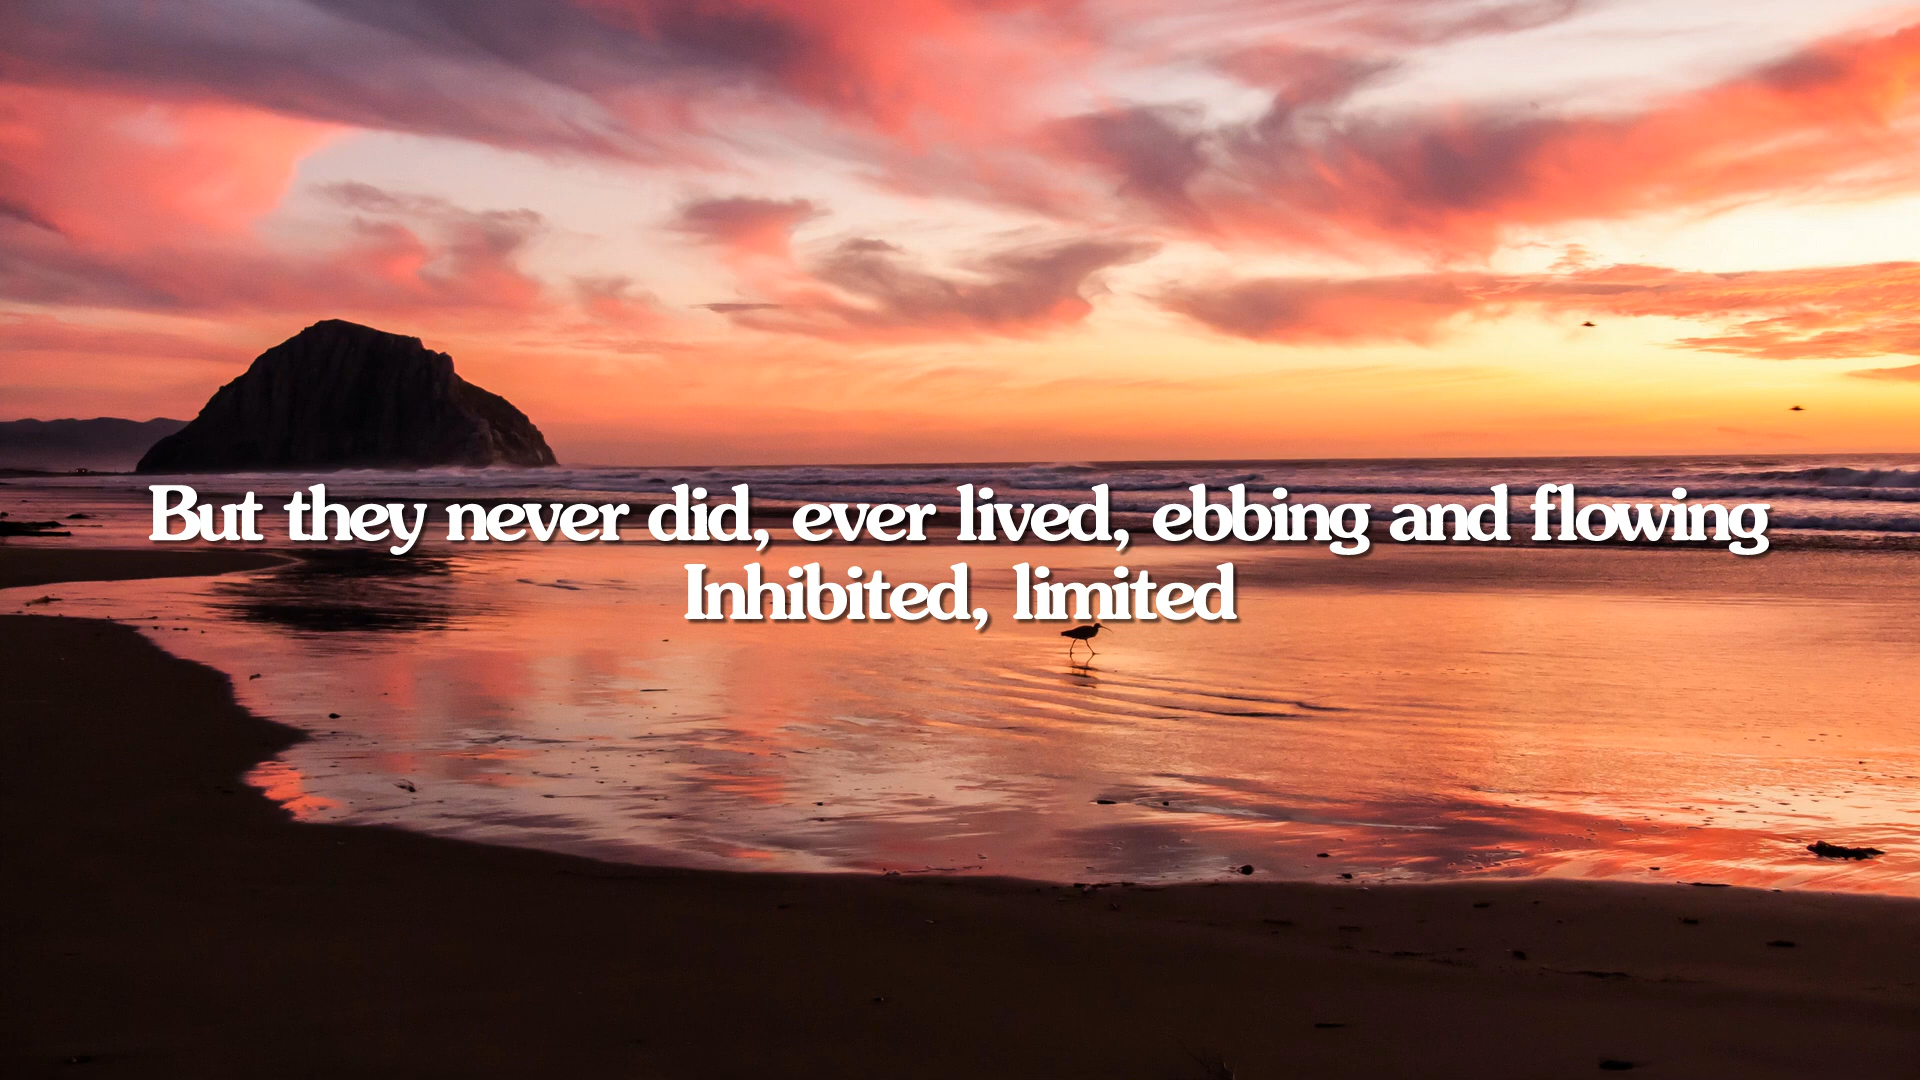 But they never did, ever lived, ebbing and flowing
Inhibited, limited